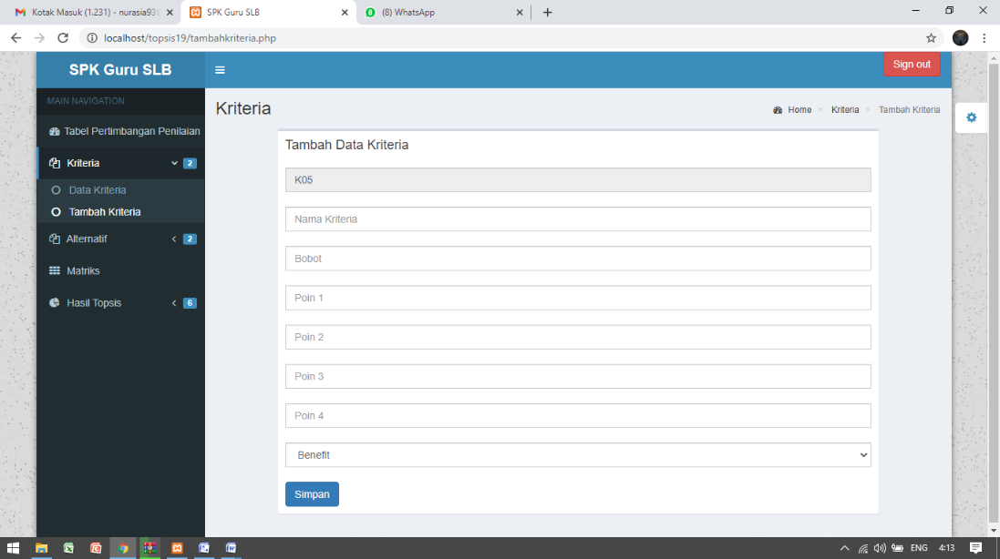 Kotak Masuk (1.231) - nurasia93
SPK Guru SLB
(8) WhatsApp
localhost/topsis19/tambahkriteria.php
SPK Guru SLB
Sign out
MAIN NAVIGATION
Tabel Pertimbangan Penilaian
Kriteria 2
Data Kriteria
Tambah Kriteria
Alternatif 2
Matriks
Hasil Topsis 6
Kriteria
Home > Kriteria > Tambah Kriteria
Tambah Data Kriteria
K05
Nama Kriteria
Bobot
Poin 1
Poin 2
Poin 3
Poin 4
Benefit
Simpan
ENG 4:13